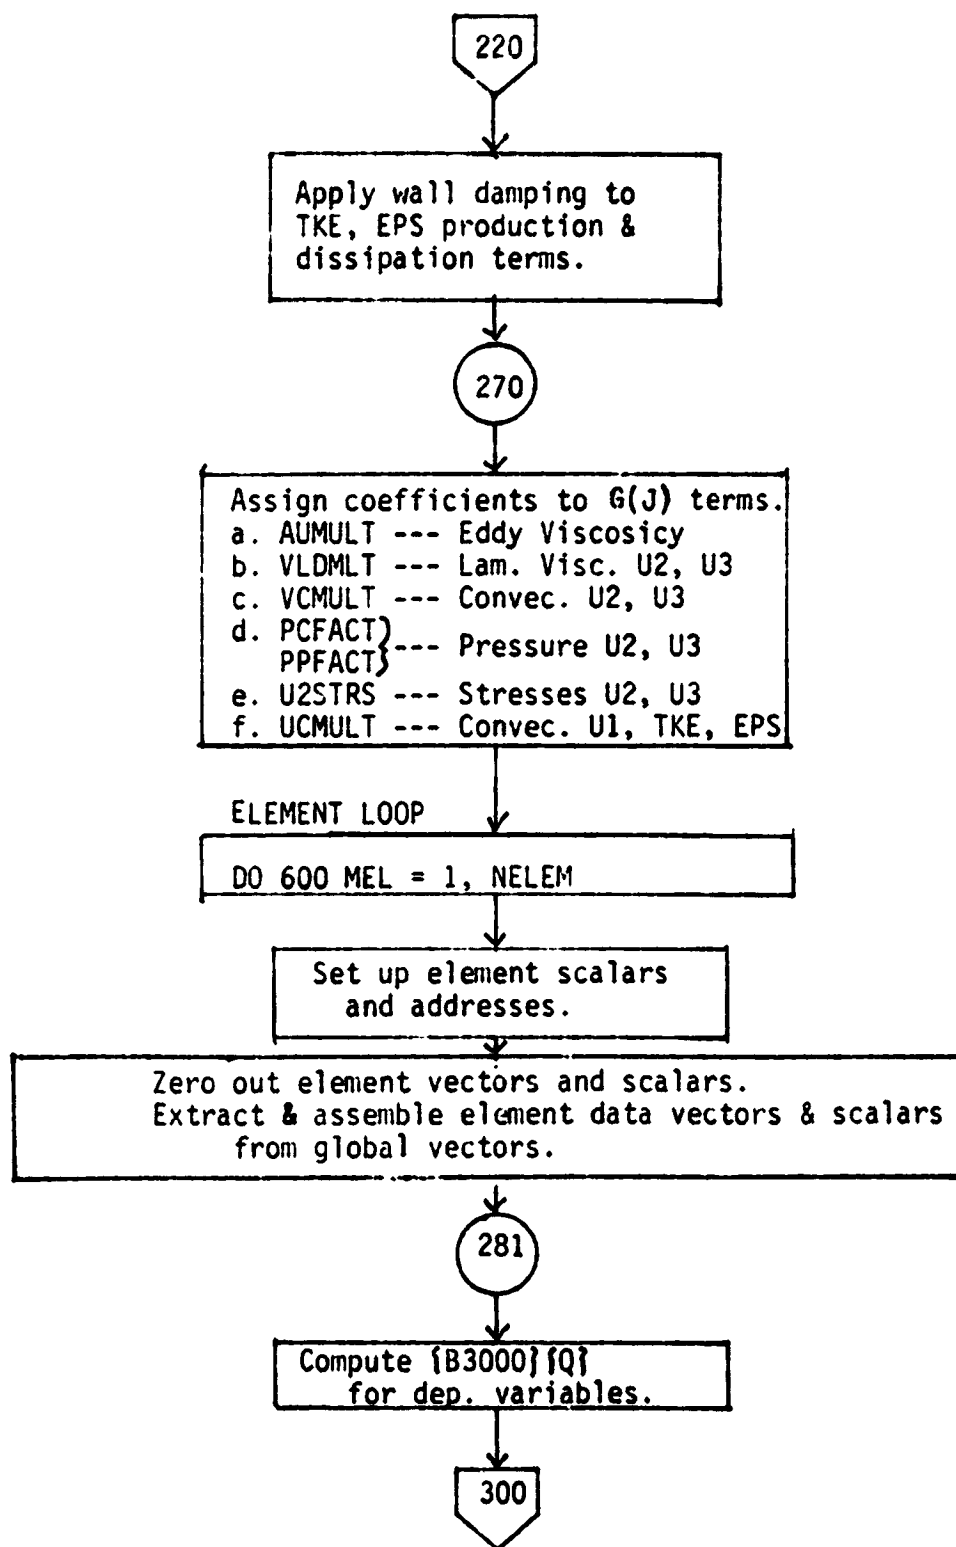 220
Apply wall damping to
TKE, EPS production &
dissipation terms.
270
Assign coefficients to G(J) terms.
a. AUMULT --- Eddy Viscosicy
b. VLDMLT --- Lam. Visc. U2, U3
c. VCMULT --- Convec. U2, U3
d. PCFACT}
PPFACT} --- Pressure U2, U3
e. U2STRS --- Stresses U2, U3
f. UCMULT --- Convec. U1, TKE, EPS
ELEMENT LOOP
DO 600 MEL = 1, NELEM
Set up element scalars
and addresses.
Zero out element vectors and scalars.
Extract & assemble element data vectors & scalars
from global vectors.
281
Compute {B3000}{Q}
for dep. variables.
300